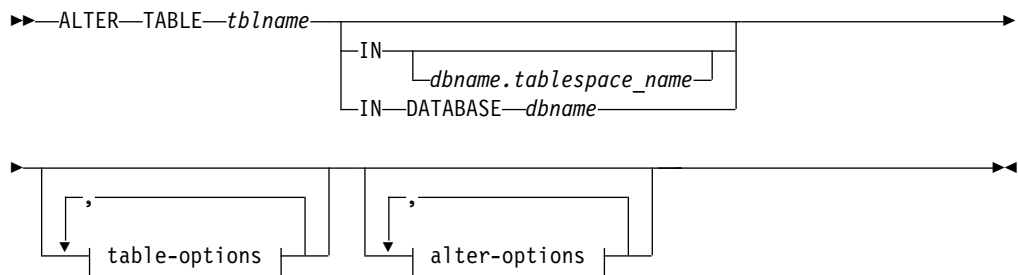 ALTER TABLE tblname
IN
dbname.tablespace_name
IN DATABASE dbname
, ,
table-options alter-options